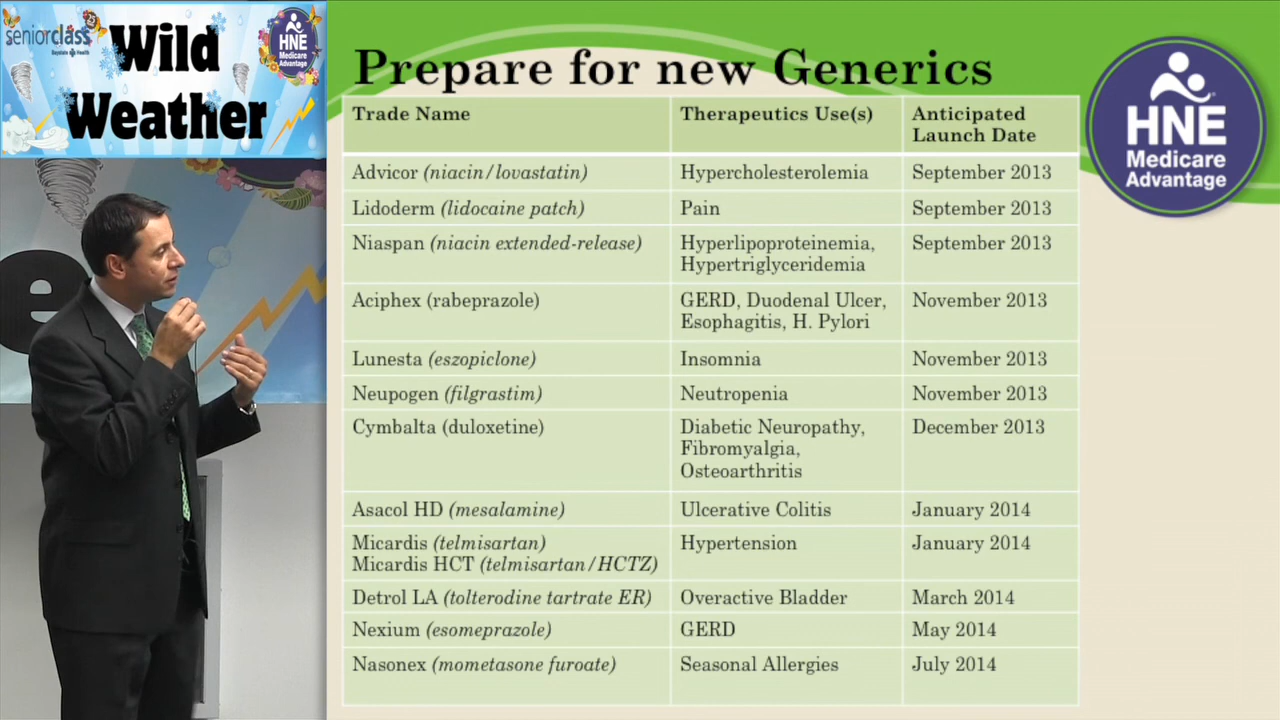 seniorclass
Baystate Health
25
Wild
Weather
HNE
Medicare
Advantage
e
Prepare for new Generics
HNE
Medicare
Advantage
Trade Name Therapeutics Use(s) Anticipated
Launch Date
Advicor (niacin/lovastatin) Hypercholesterolemia September 2013
Lidoderm (lidocaine patch) Pain September 2013
Niaspan (niacin extended-release) Hyperlipoproteinemia, September 2013
Hypertriglyceridemia
Aciphex (rabeprazole) GERD, Duodenal Ulcer, November 2013
Esophagitis, H. Pylori
Lunesta (eszopiclone) Insomnia November 2013
Neupogen (filgrastim) Neutropenia November 2013
Cymbalta (duloxetine) Diabetic Neuropathy, December 2013
Fibromyalgia,
Osteoarthritis
Asacol HD (mesalamine) Ulcerative Colitis January 2014
Micardis (telmisartan) Hypertension January 2014
Micardis HCT (telmisartan/HCTZ)
Detrol LA (tolterodine tartrate ER) Overactive Bladder March 2014
Nexium (esomeprazole) GERD May 2014
Nasonex (mometasone furoate) Seasonal Allergies July 2014